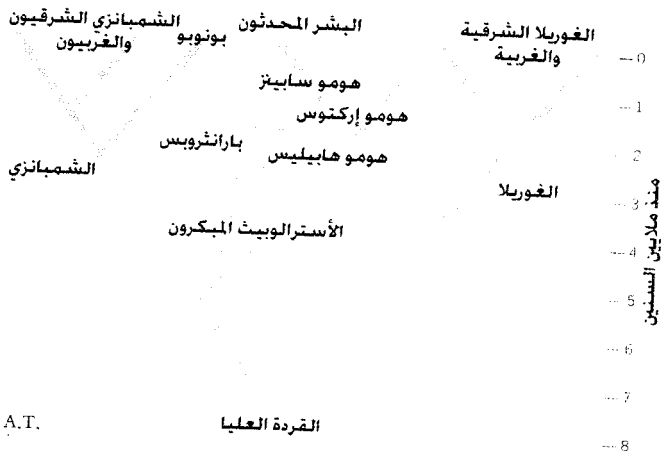 الغوريلا الشرقية
والغربية
البشر المحدثون
بونوبو
الشمبانزي الشرقيون
والغربيون
هومو سابينز
هومو إركتوس
بارانثروبس
هومو هابيليس
الشمبانزي
الغوريلا
الأسترالوبيث المبكرون
القردة العليا
A.T.
0
1
2
3
4
5
6
7
8
منذ ملايين السنين